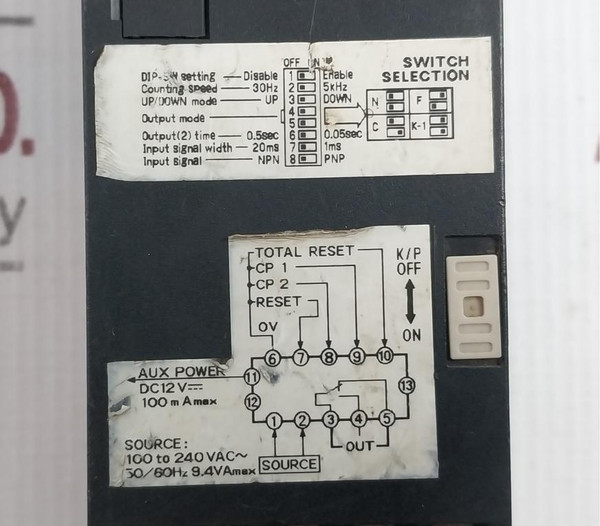 OFF ON
SWITCH
SELECTION
DIP-SW setting Disable 1 Enable
Counting speed 30Hz 2 5kHz
UP/DOWN mode UP 3 DOWN
Output mode 4
5
Output(2) time 0.5sec 6 0.05sec
Input signal width 20ms 7 1ms
Input signal NPN 8 PNP
N F
C K-1
TOTAL RESET
CP 1
CP 2
RESET
0V
K/P
OFF
ON
6 7 8 9 10
11 13
12
1 2 3 4 5
AUX POWER
DC12V
100mAmax
OUT
SOURCE
SOURCE:
100 to 240VAC~
50/60Hz 9.4VAmax
0.
y